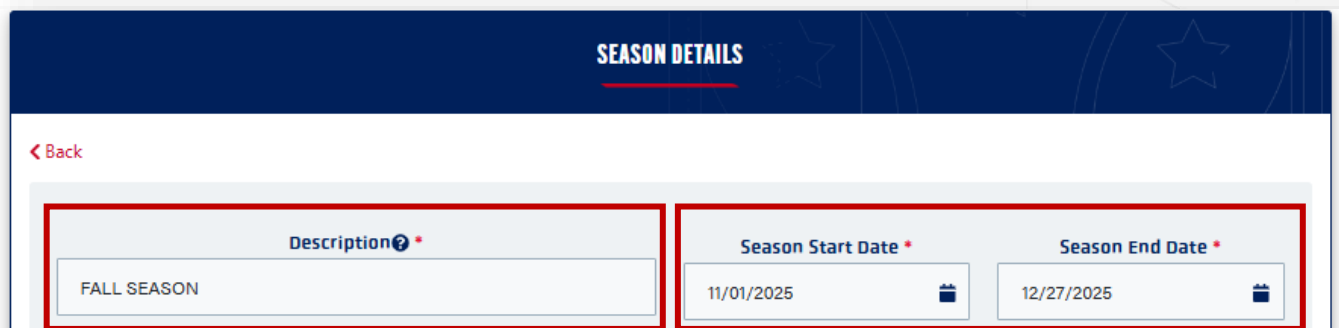 SEASON DETAILS
Back
Description *
FALL SEASON
Season Start Date *
11/01/2025
Season End Date *
12/27/2025